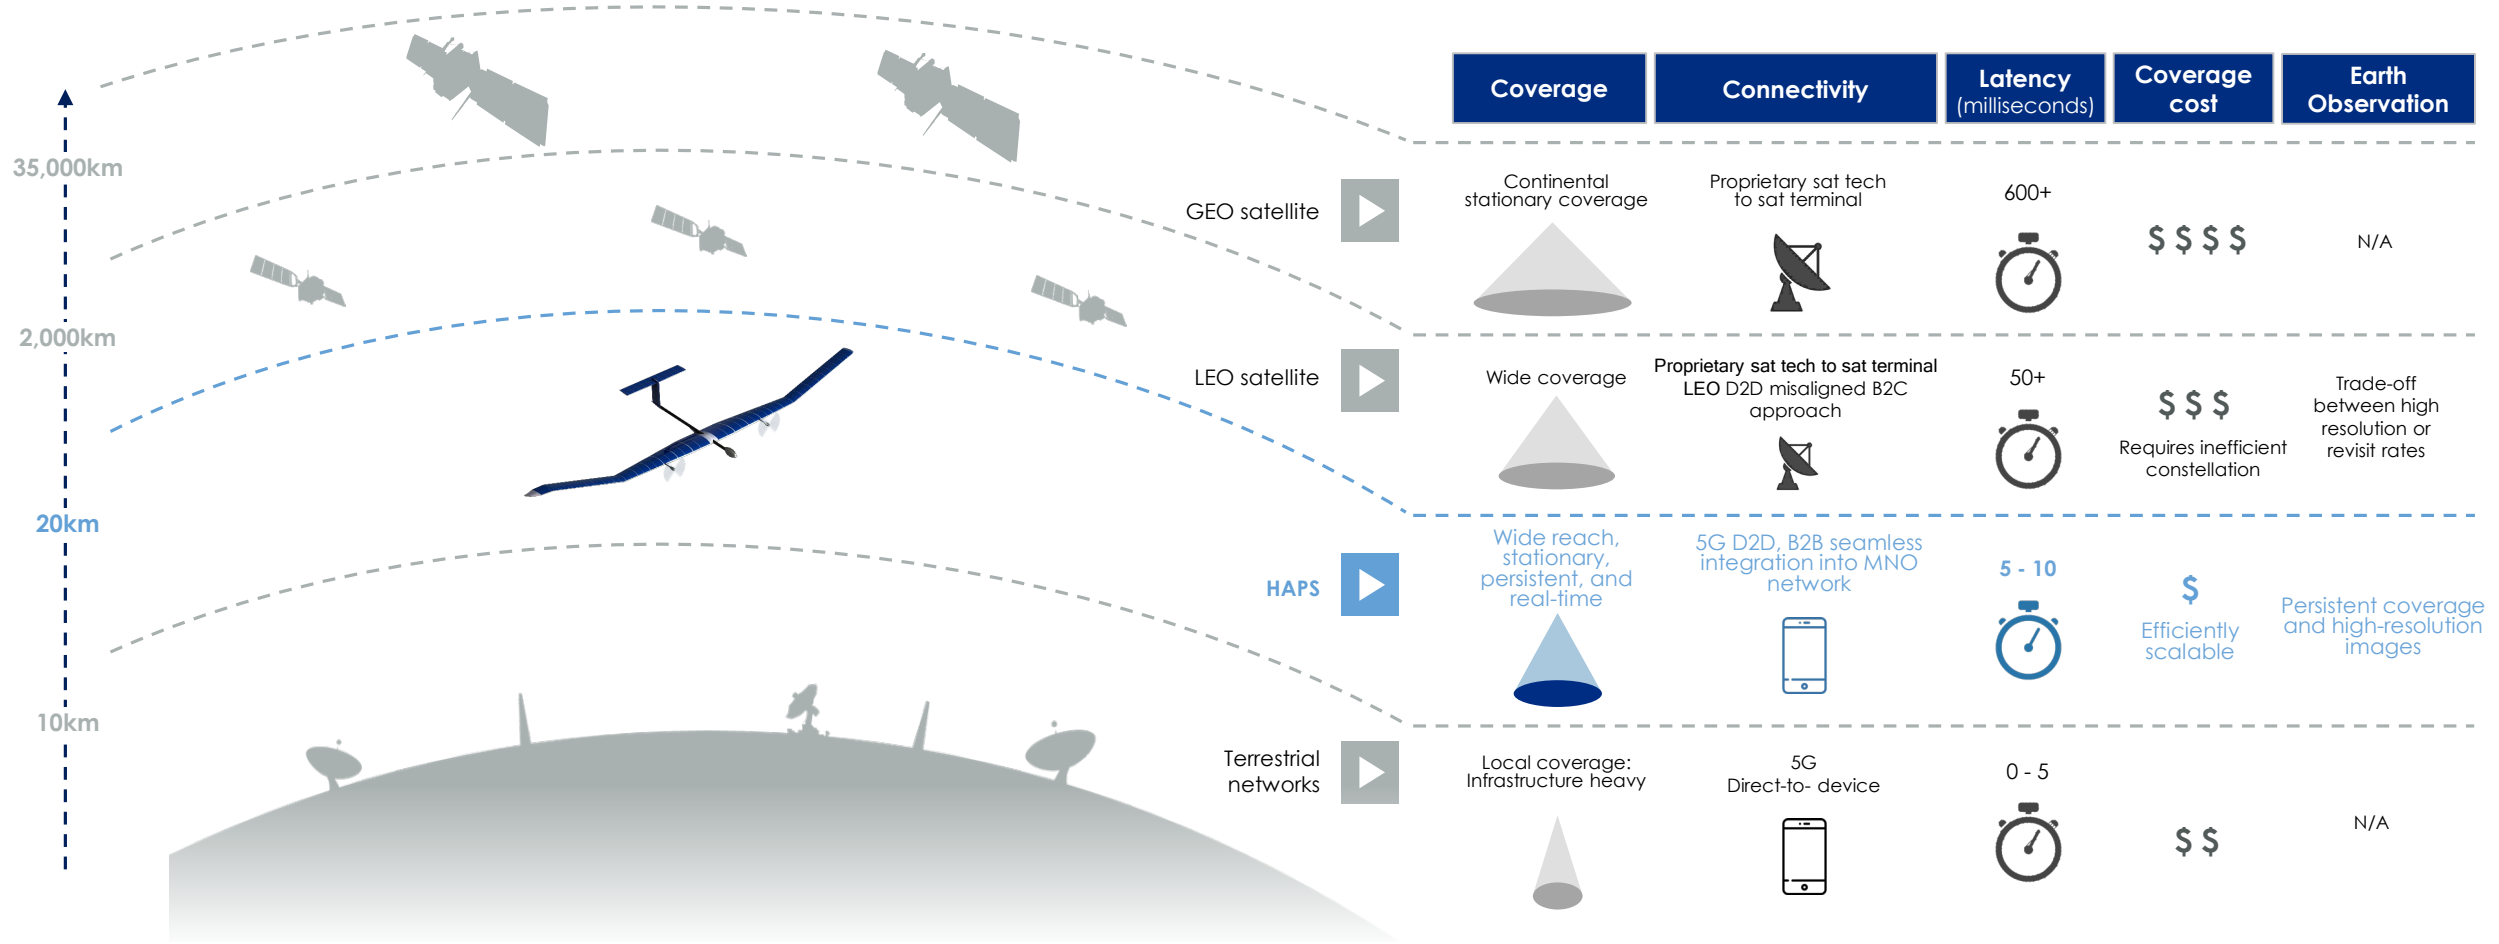 Coverage
Connectivity
Latency
(milliseconds)
Coverage
cost
Earth
Observation
35,000km
2,000km
20km
10km
GEO satellite
Continental
stationary coverage
Proprietary sat tech
to sat terminal
600+
$ $ $ $
N/A
LEO satellite
Wide coverage
Proprietary sat tech to sat terminal
LEO D2D misaligned B2C
approach
50+
$ $ $
Requires inefficient
constellation
Trade-off
between high
resolution or
revisit rates
HAPS
Wide reach,
stationary,
persistent, and
real-time
5G D2D, B2B seamless
integration into MNO
network
5 - 10
$
Efficiently
scalable
Persistent coverage
and high-resolution
images
Terrestrial
networks
Local coverage:
Infrastructure heavy
5G
Direct-to- device
0 - 5
$ $
N/A